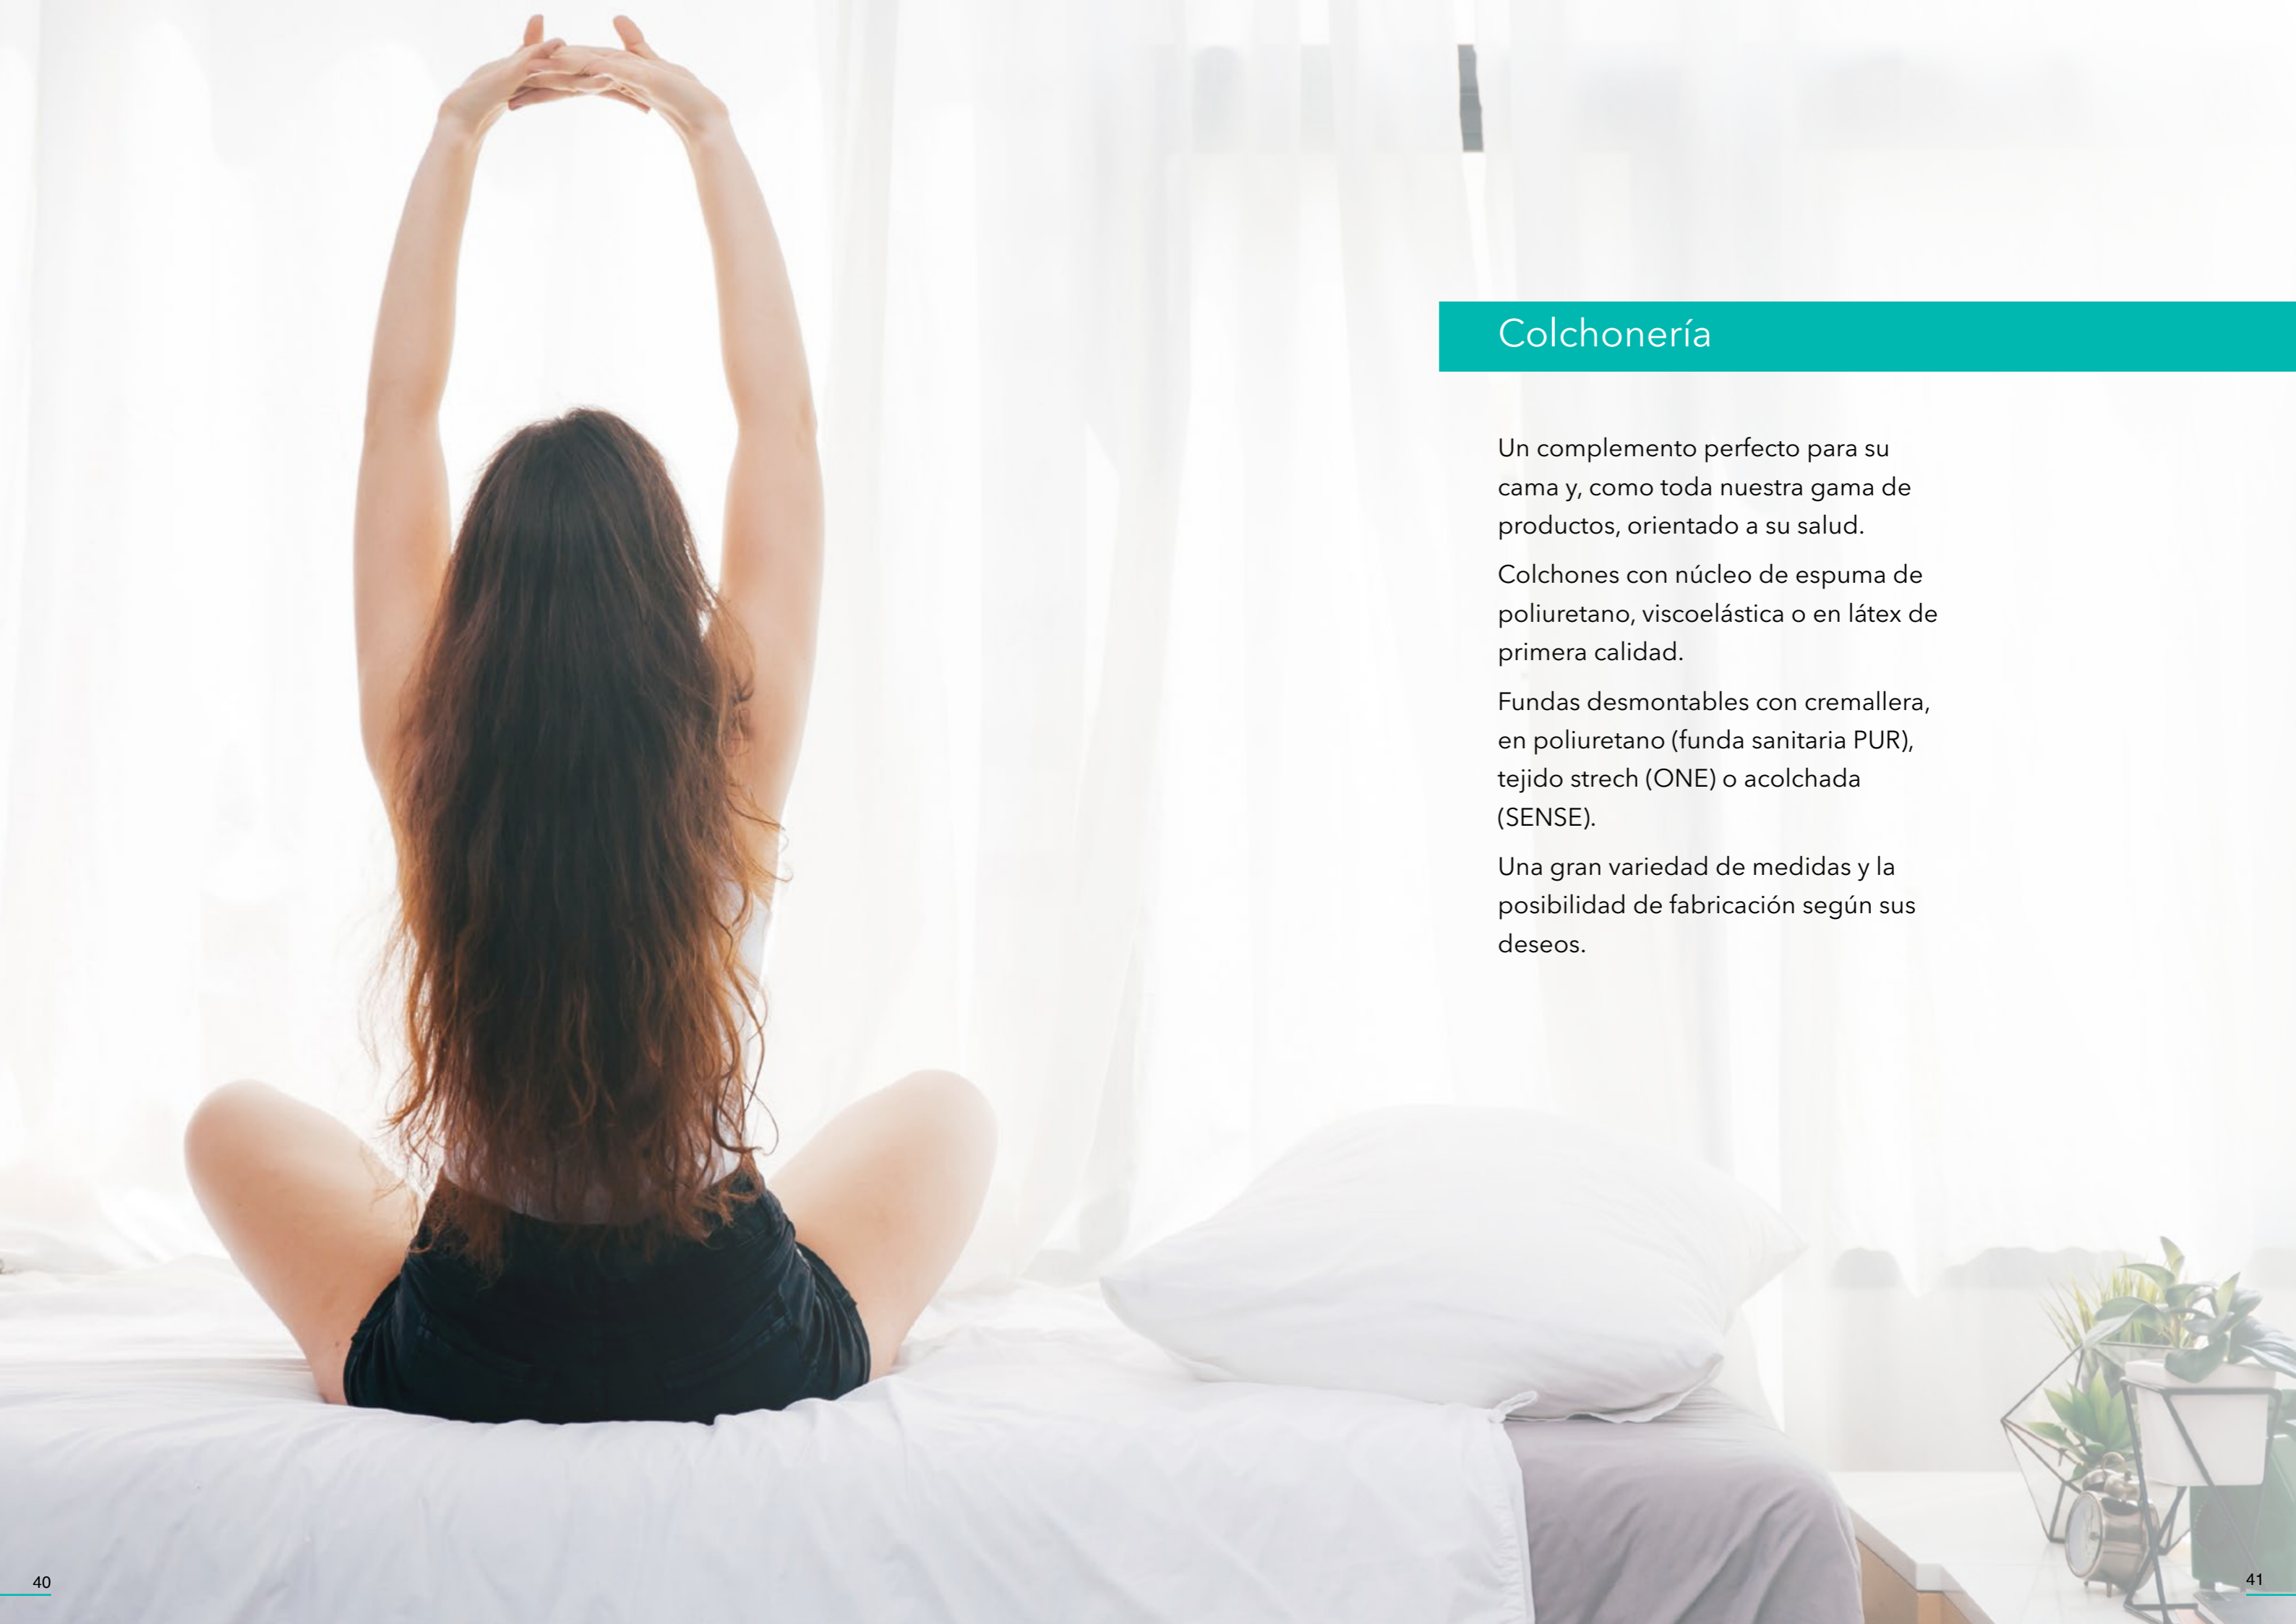 Colchonería
Un complemento perfecto para su
cama y, como toda nuestra gama de
productos, orientado a su salud.
Colchones con núcleo de espuma de
poliuretano, viscoelástica o en látex de
primera calidad.
Fundas desmontables con cremallera,
en poliuretano (funda sanitaria PUR),
tejido strech (ONE) o acolchada
(SENSE).
Una gran variedad de medidas y la
posibilidad de fabricación según sus
deseos.
40
41